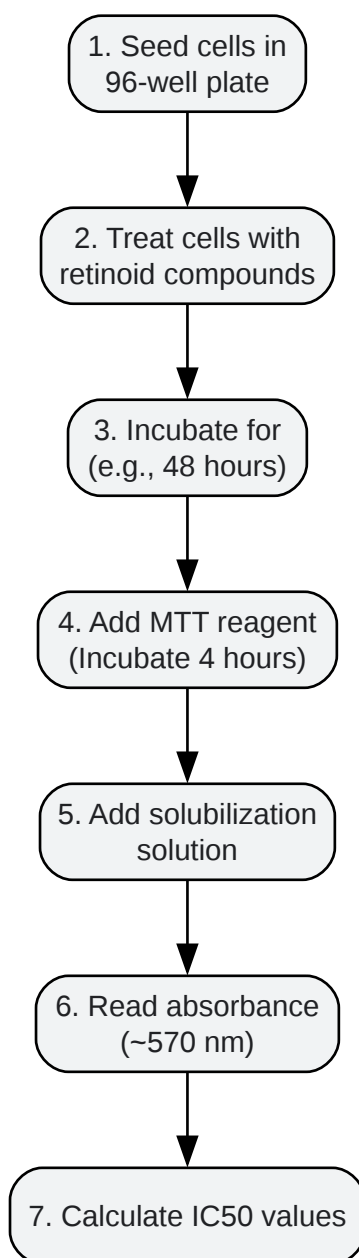 1. Seed cells in
96-well plate
2. Treat cells with
retinoid compounds
3. Incubate for
(e.g., 48 hours)
4. Add MTT reagent
(Incubate 4 hours)
5. Add solubilization
solution
6. Read absorbance
(~570 nm)
7. Calculate IC50 values